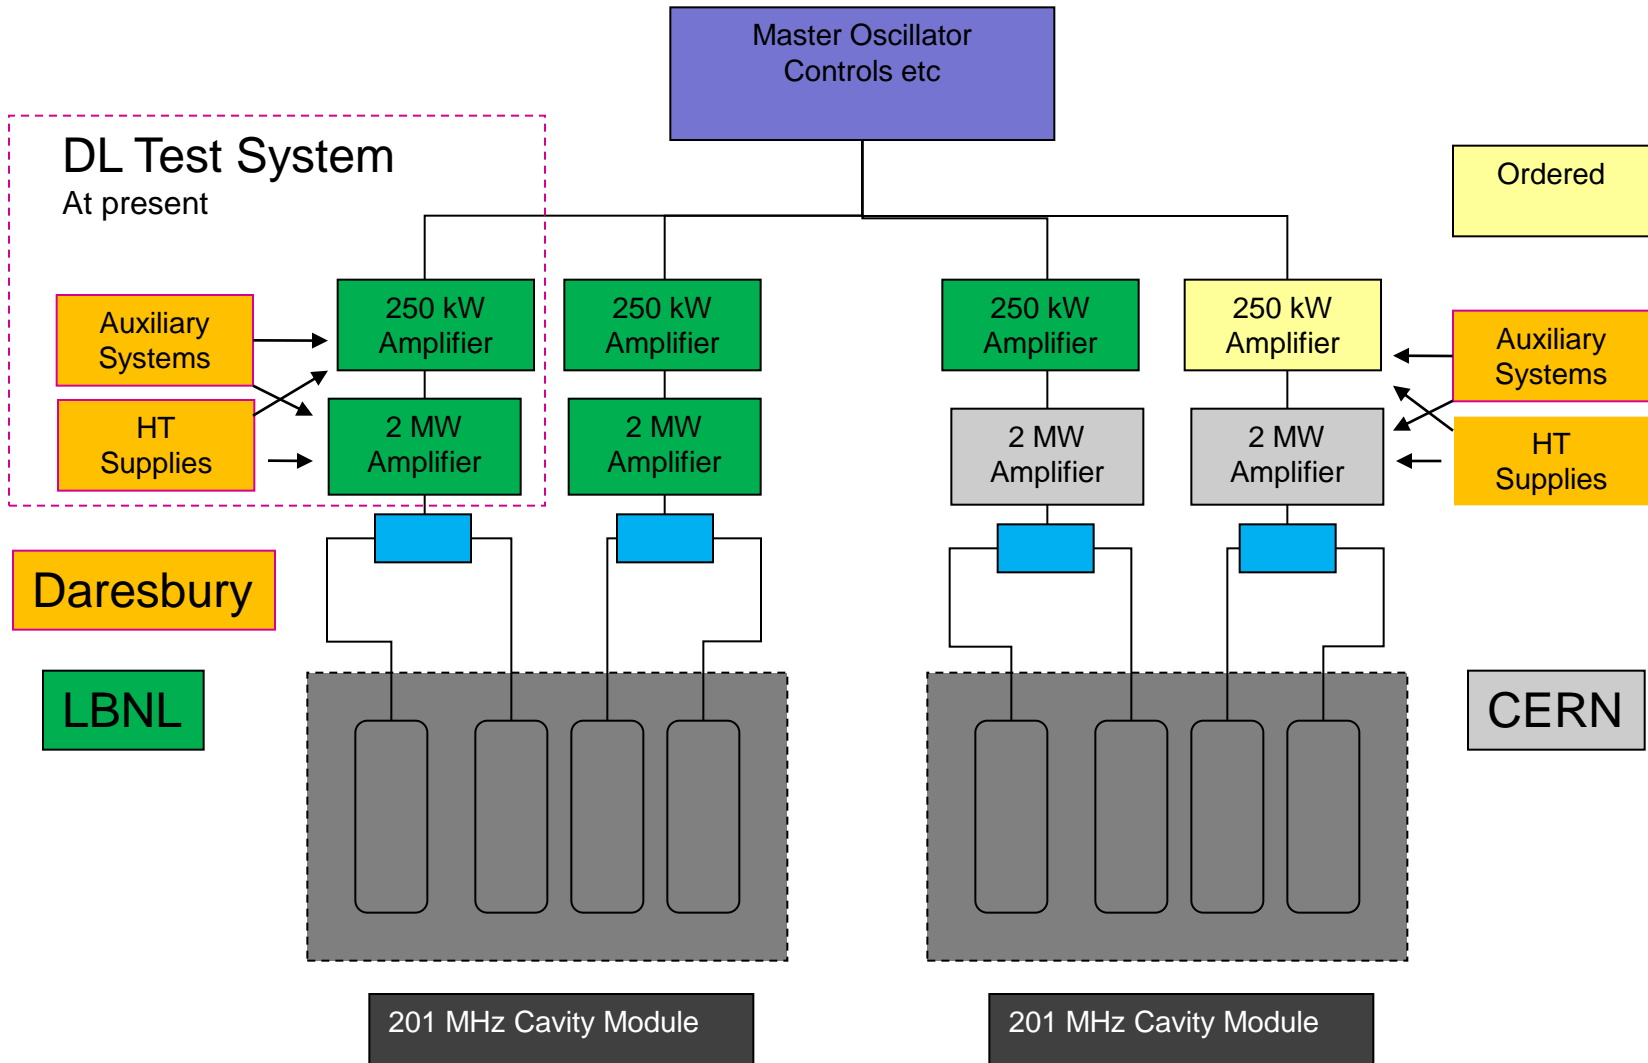 Master Oscillator
Controls etc
DL Test System
At present
Ordered
Auxiliary
Systems
250 kW
Amplifier
250 kW
Amplifier
250 kW
Amplifier
250 kW
Amplifier
Auxiliary
Systems
HT
Supplies
2 MW
Amplifier
2 MW
Amplifier
2 MW
Amplifier
2 MW
Amplifier
HT
Supplies
Daresbury
LBNL
CERN
201 MHz Cavity Module
201 MHz Cavity Module